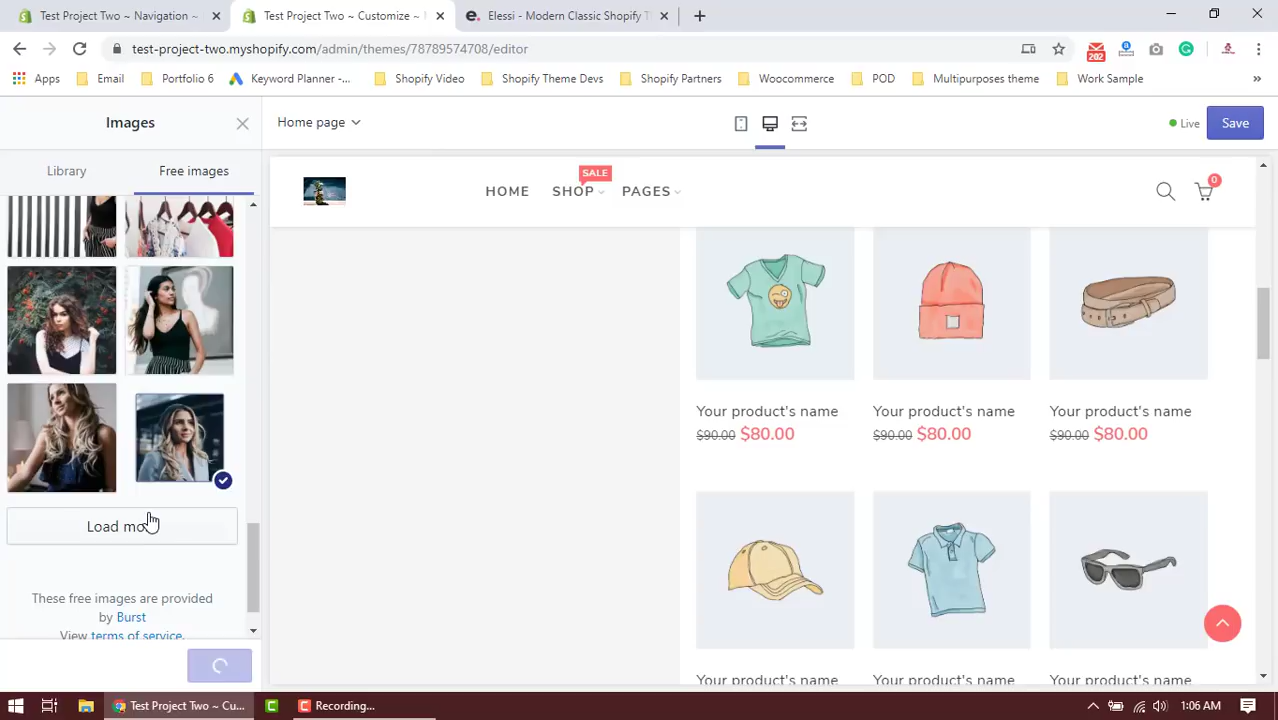 Test Project Two ~ Navigation ~
Test Project Two ~ Customize ~
Elessi - Modern Classic Shopify T
test-project-two.myshopify.com/admin/themes/78789574708/editor
202
Apps
Email
Portfolio 6
Keyword Planner -...
Shopify Video
Shopify Theme Devs
Shopify Partners
Woocommerce
POD
Multipurposes theme
Work Sample
Images
Home page
Live
Save
Library
Free images
SALE
HOME
SHOP
PAGES
0
Your product's name
$90.00 $80.00
Your product's name
$90.00 $80.00
Your product's name
$90.00 $80.00
Load mo
These free images are provided
by Burst
View terms of service.
Your product's name
Your product's name
Your product's name
Test Project Two ~ Cu...
Recording...
1:06 AM